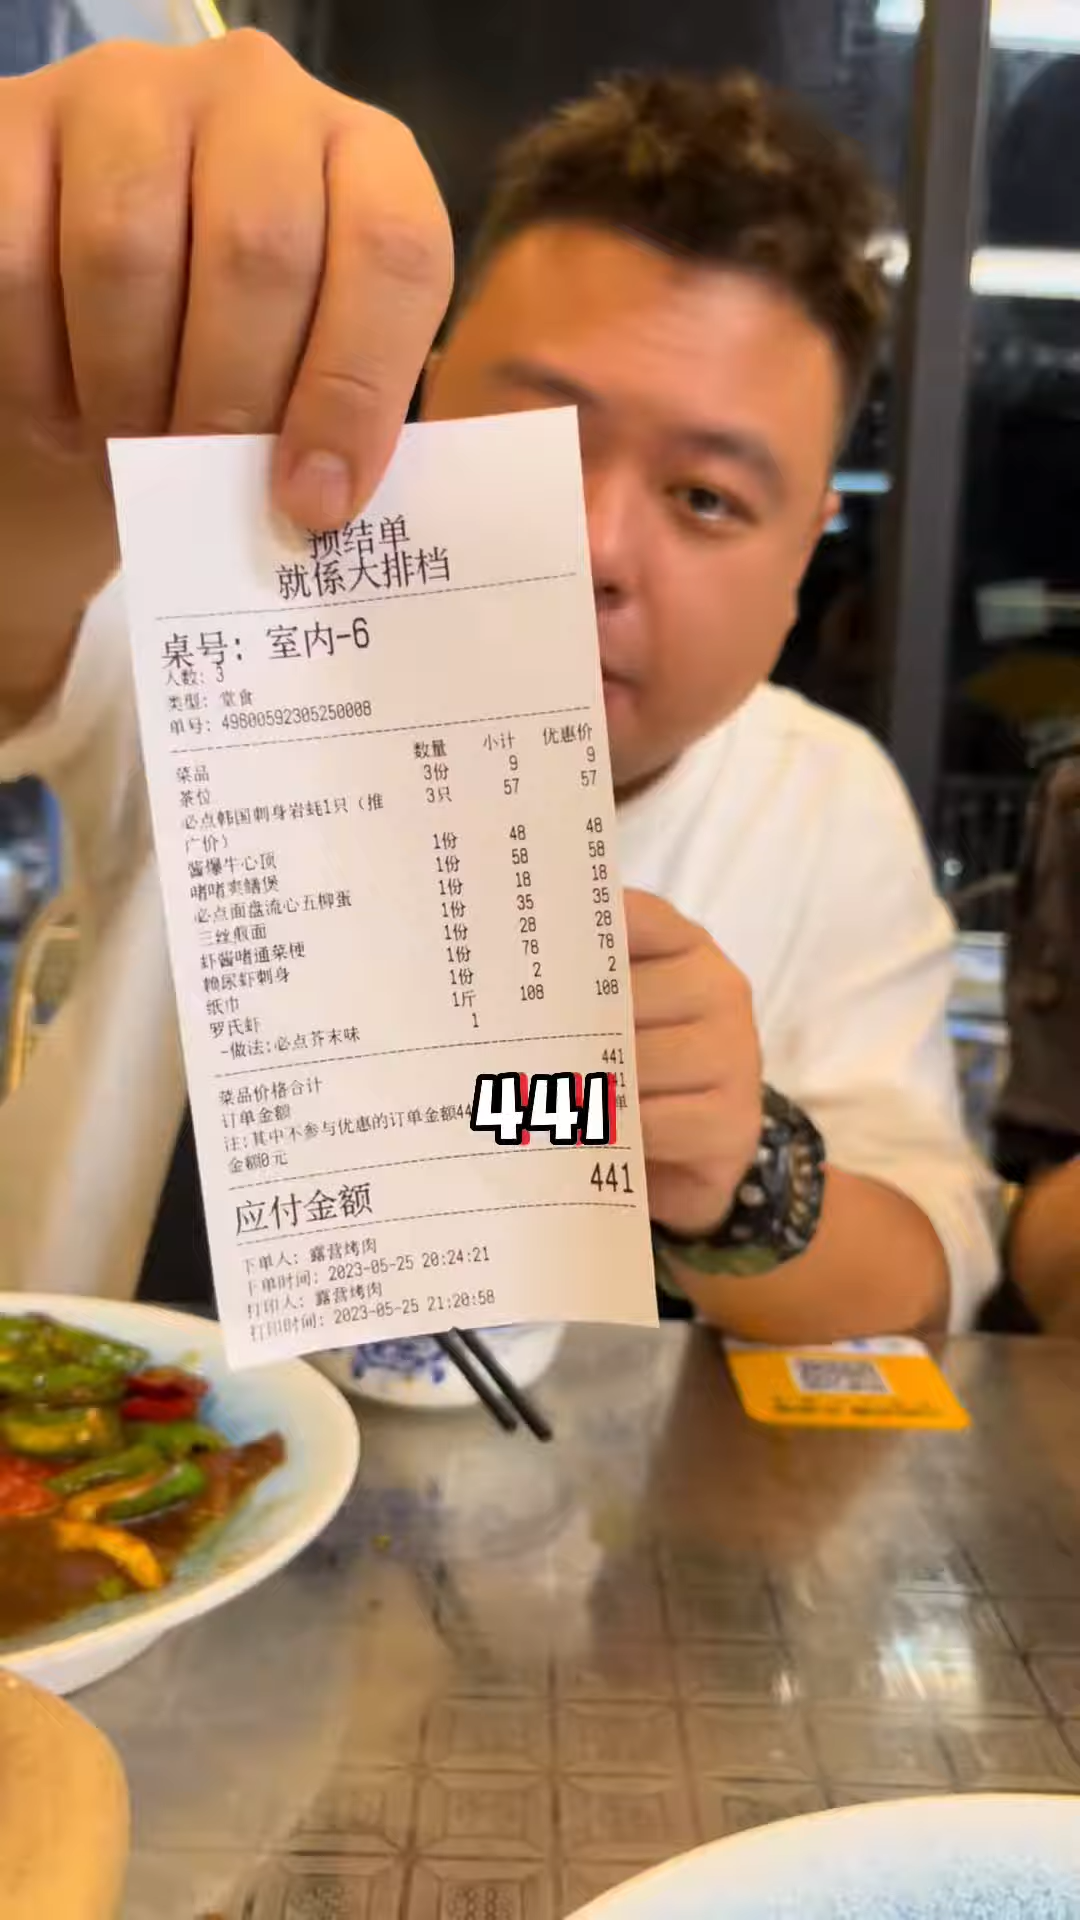 预结单
就係大排档
桌号: 室内-6
人数: 3
类型: 堂食
单号: 49800592305250008
菜品 数量 小计 优惠价
茶位 3份 9 9
必点韩国刺身岩蚝1只（推广价） 3只 57 57
酱爆牛心顶 1份 48 48
啫啫爽鳝煲 1份 58 58
必点面盘流心五柳蛋 1份 18 18
三丝煎面 1份 35 35
虾酱啫通菜梗 1份 28 28
赖尿虾刺身 1份 78 78
纸巾 1份 2 2
罗氏虾 1斤 108 108
-做法:必点芥末味 1
菜品价格合计 441
订单金额 41
注:其中不参与优惠的订单金额44 单
金额0元
441
应付金额 441
下单人: 露营烤肉
下单时间: 2023-05-25 20:24:21
打印人: 露营烤肉
打印时间: 2023-05-25 21:20:58